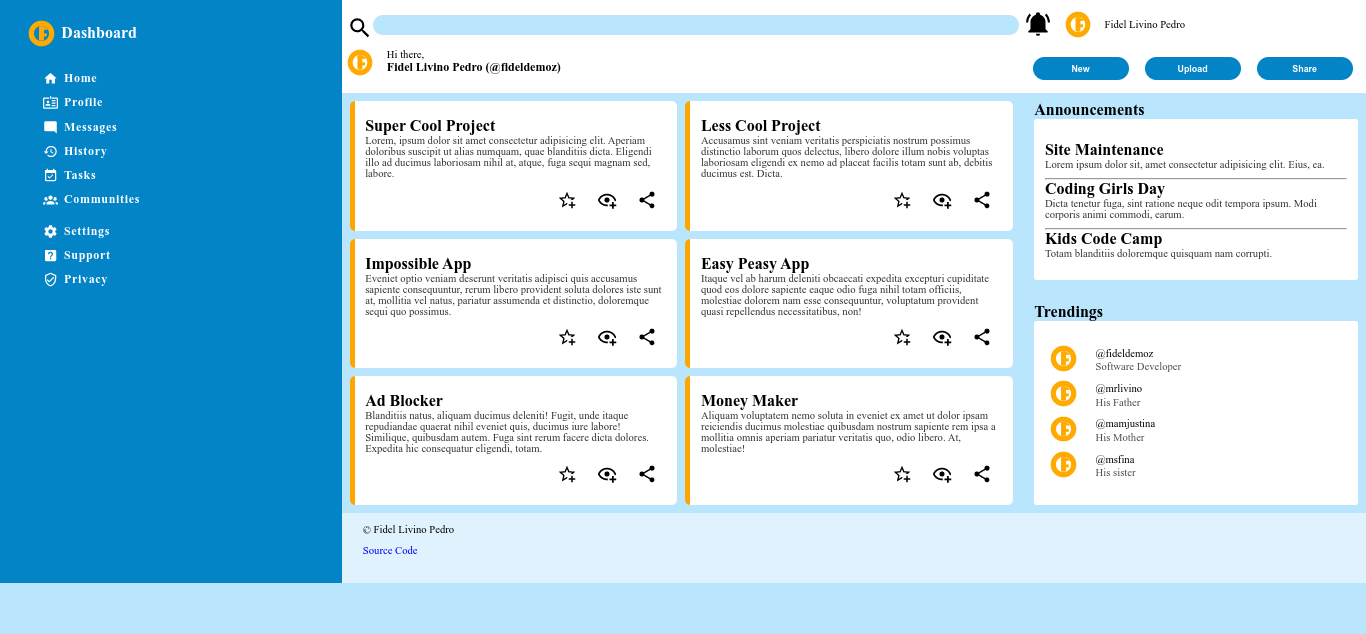 Dashboard
Home
Profile
Messages
History
Tasks
Communities
Settings
Support
Privacy
Fidel Livino Pedro
Hi there,
Fidel Livino Pedro (@fideldemoz)
New
Upload
Share
Super Cool Project
Lorem, ipsum dolor sit amet consectetur adipisicing elit. Aperiam
doloribus suscipit ut alias numquam, quae blanditiis dicta. Eligendi
illo ad ducimus laboriosam nihil at, atque, fuga sequi magnam sed,
labore.
Less Cool Project
Accusamus sint veniam veritatis perspiciatis nostrum possimus
distinctio laborum quos delectus, libero dolore illum nobis voluptas
laboriosam eligendi ex nemo ad placeat facilis totam sunt ab, debitis
ducimus est. Dicta.
Impossible App
Eveniet optio veniam deserunt veritatis adipisci quis accusamus
sapiente consequuntur, rerum libero provident soluta dolores iste sunt
at, mollitia vel natus, pariatur assumenda et distinctio, doloremque
sequi quo possimus.
Easy Peasy App
Itaque vel ab harum deleniti obcaecati expedita excepturi cupiditate
quod eos dolore sapiente eaque odio fuga nihil totam officiis,
molestiae dolorem nam esse consequuntur, voluptatum provident
quasi repellendus necessitatibus, non!
Ad Blocker
Blanditiis natus, aliquam ducimus deleniti! Fugit, unde itaque
repudiandae quaerat nihil eveniet quis, ducimus iure labore!
Similique, quibusdam autem. Fuga sint rerum facere dicta dolores.
Expedita hic consequatur eligendi, totam.
Money Maker
Aliquam voluptatem nemo soluta in eveniet ex amet ut dolor ipsam
reiciendis ducimus molestiae quibusdam nostrum sapiente rem ipsa a
mollitia omnis aperiam pariatur veritatis quo, odio libero. At,
molestiae!
Announcements
Site Maintenance
Lorem ipsum dolor sit, amet consectetur adipisicing elit. Eius, ea.
Coding Girls Day
Dicta tenetur fuga, sint ratione neque odit tempora ipsum. Modi
corporis animi commodi, earum.
Kids Code Camp
Totam blanditiis doloremque quisquam nam corrupti.
Trendings
@fideldemoz
Software Developer
@mrlivino
His Father
@mamjustina
His Mother
@msfina
His sister
© Fidel Livino Pedro
Source Code